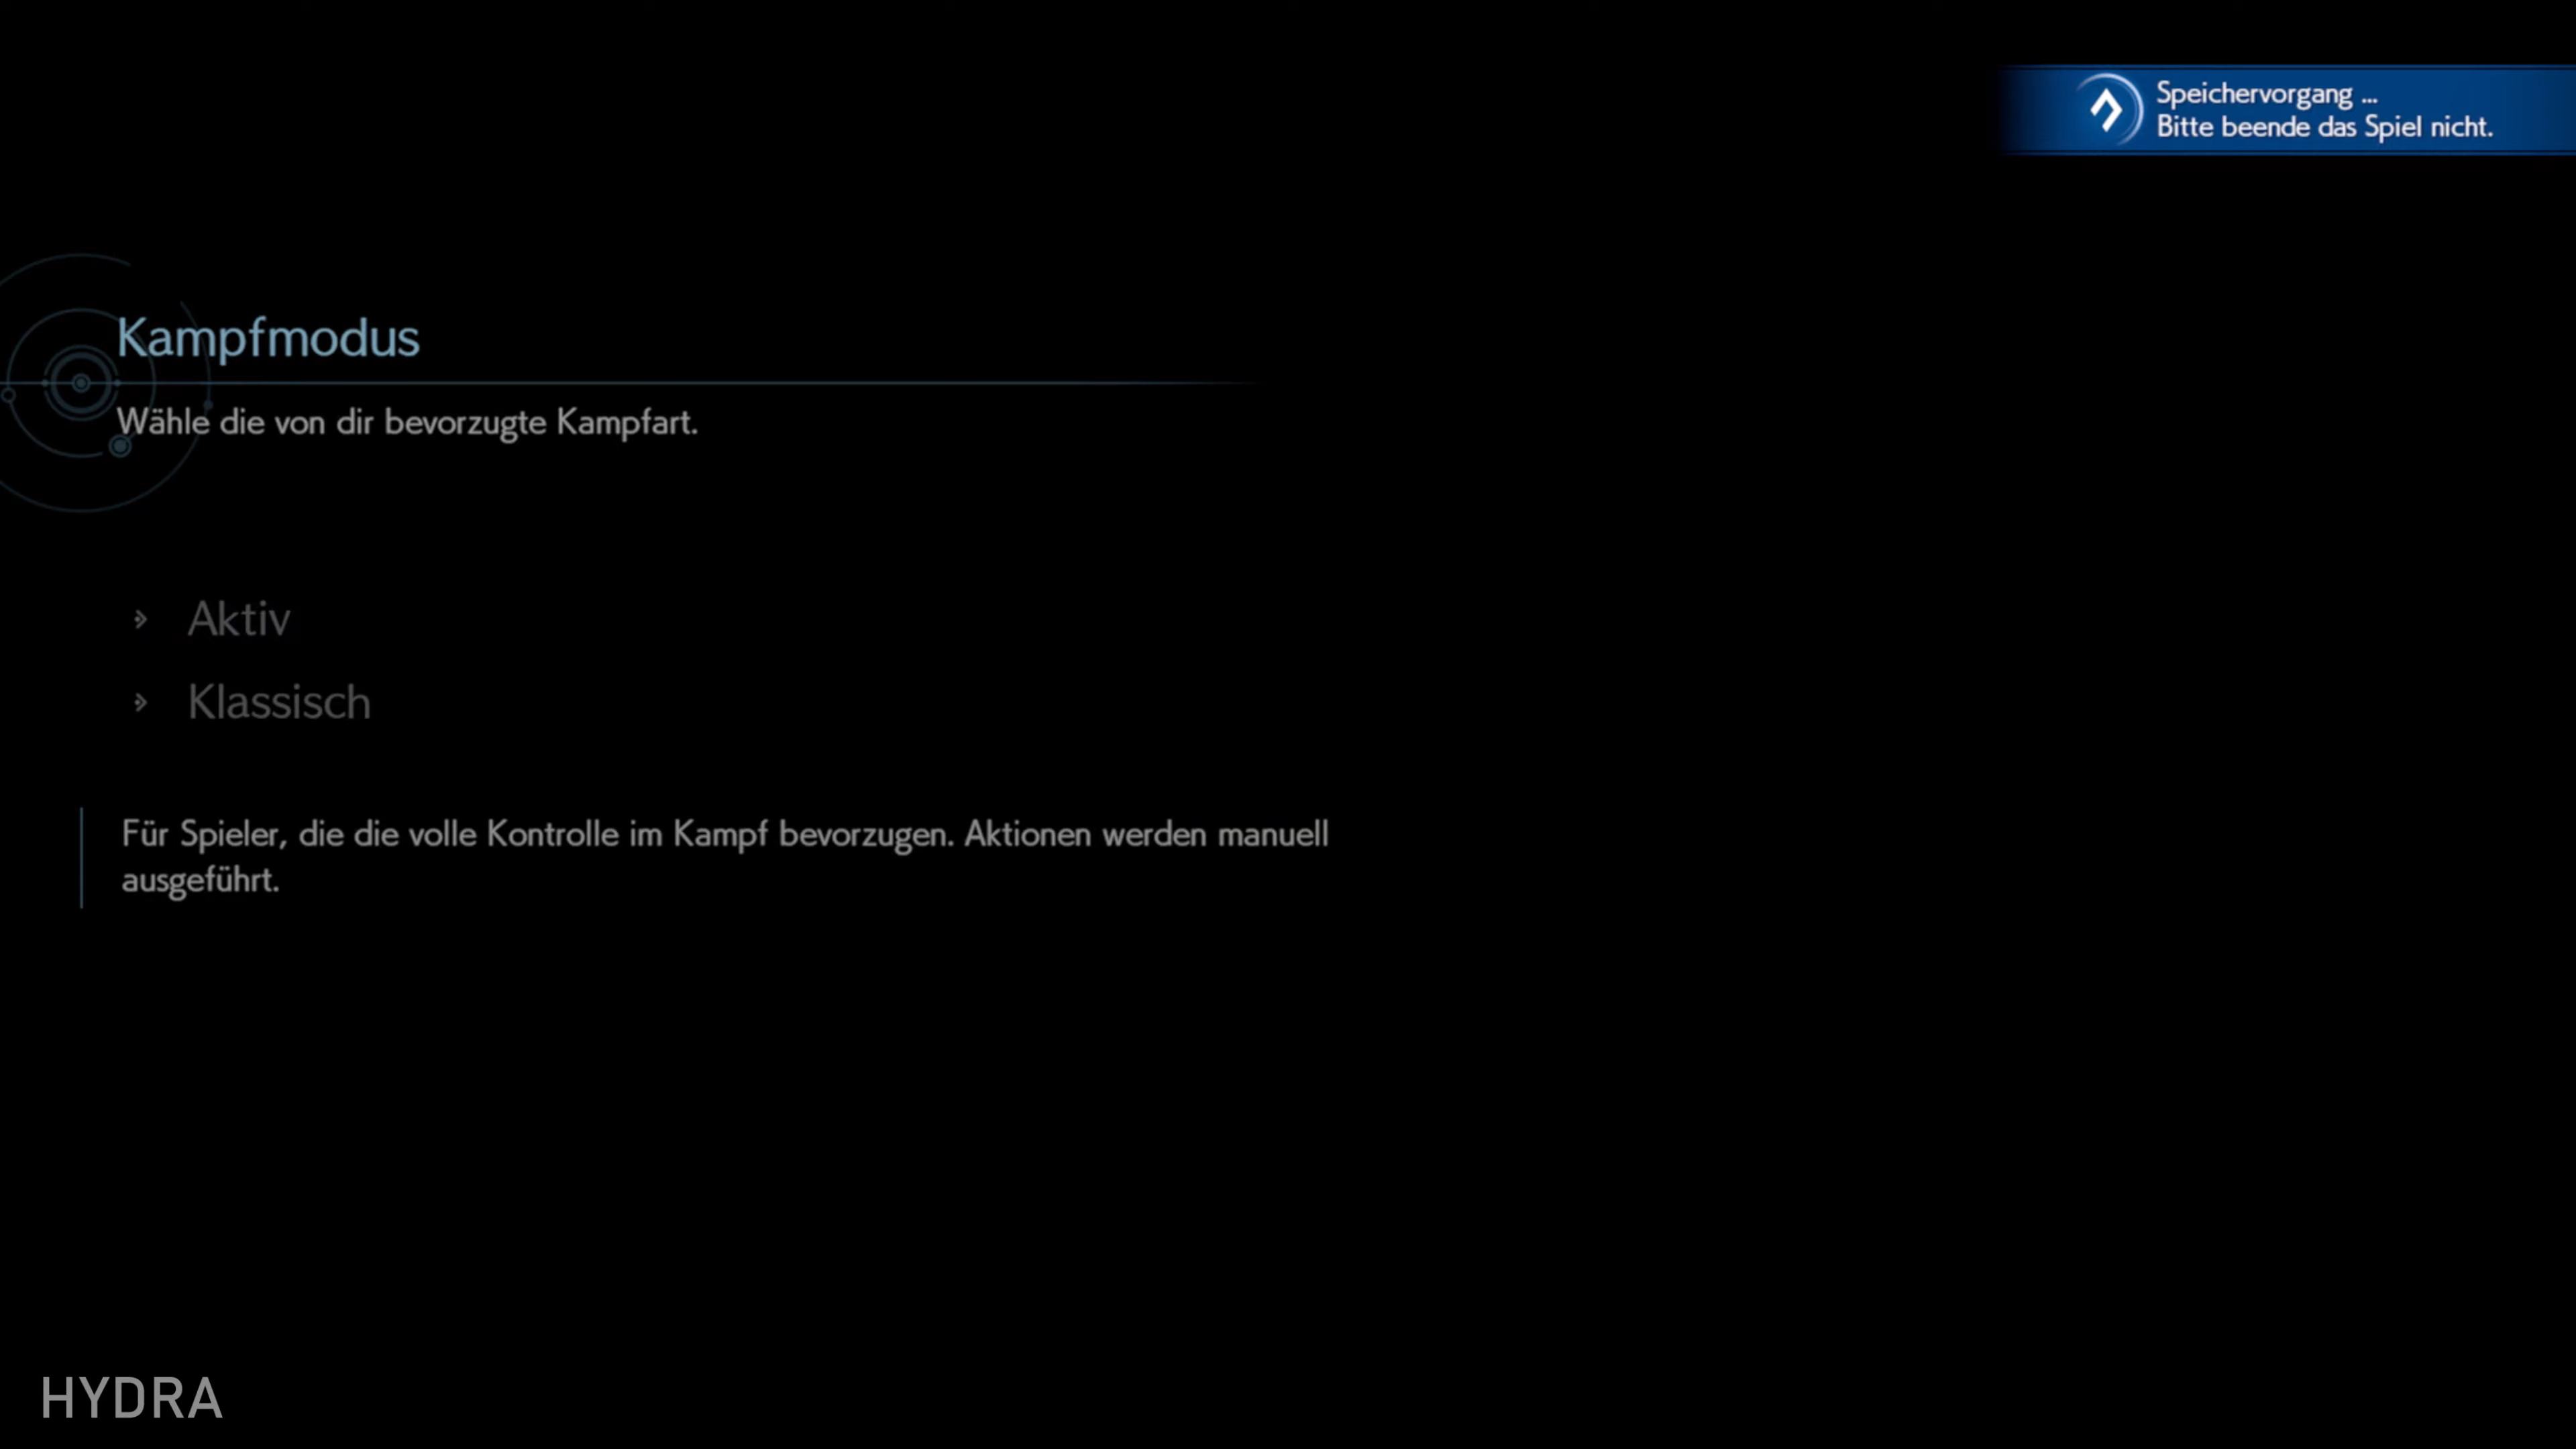 Speichervorgang ...
Bitte beende das Spiel nicht.
Kampfmodus
Wähle die von dir bevorzugte Kampfart.
Aktiv
Klassisch
Für Spieler, die die volle Kontrolle im Kampf bevorzugen. Aktionen werden manuell
ausgeführt.
HYDRA